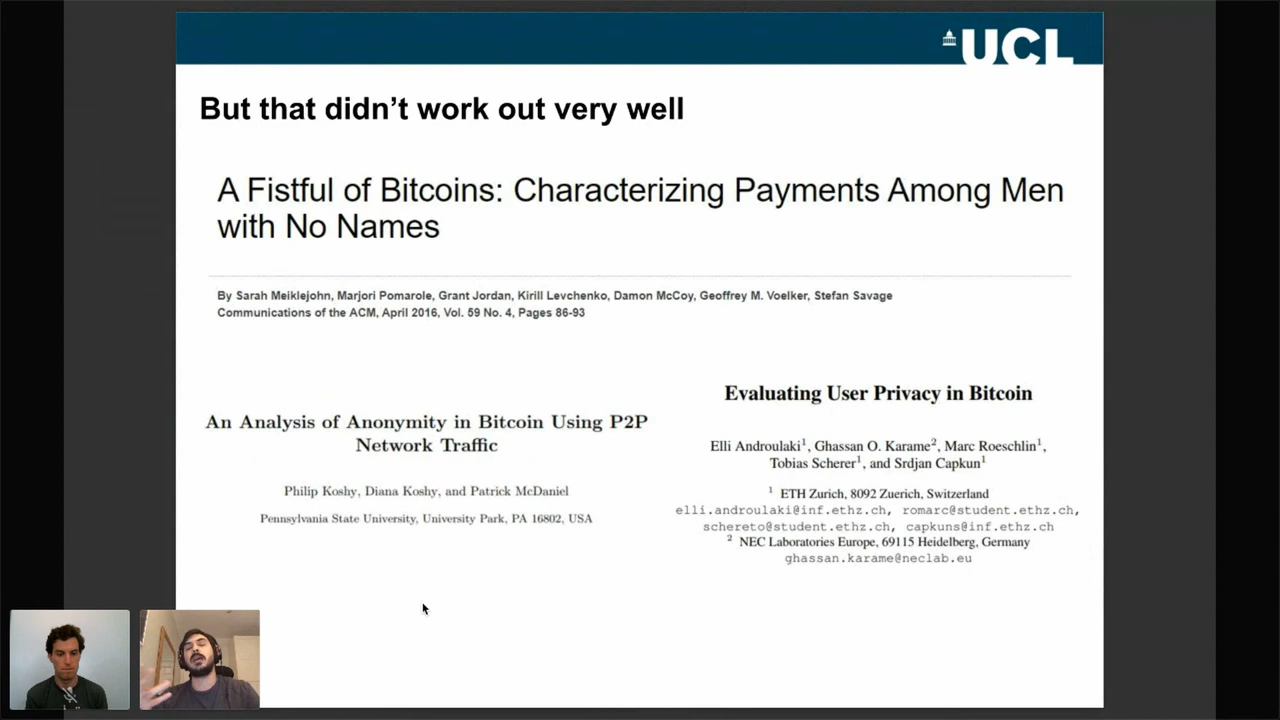 UCL
But that didn't work out very well
A Fistful of Bitcoins: Characterizing Payments Among Men
with No Names
By Sarah Meiklejohn, Marjori Pomarole, Grant Jordan, Kirill Levchenko, Damon McCoy, Geoffrey M. Voelker, Stefan Savage
Communications of the ACM, April 2016, Vol. 59 No. 4, Pages 86-93
An Analysis of Anonymity in Bitcoin Using P2P
Network Traffic
Philip Koshy, Diana Koshy, and Patrick McDaniel
Pennsylvania State University, University Park, PA 16802, USA
Evaluating User Privacy in Bitcoin
Elli Androulaki¹, Ghassan O. Karame², Marc Roeschlin¹,
Tobias Scherer¹, and Srdjan Capkun¹
¹ ETH Zurich, 8092 Zuerich, Switzerland
elli.androulaki@inf.ethz.ch, romarc@student.ethz.ch,
schereto@student.ethz.ch, capkuns@inf.ethz.ch
² NEC Laboratories Europe, 69115 Heidelberg, Germany
ghassan.karame@neclab.eu